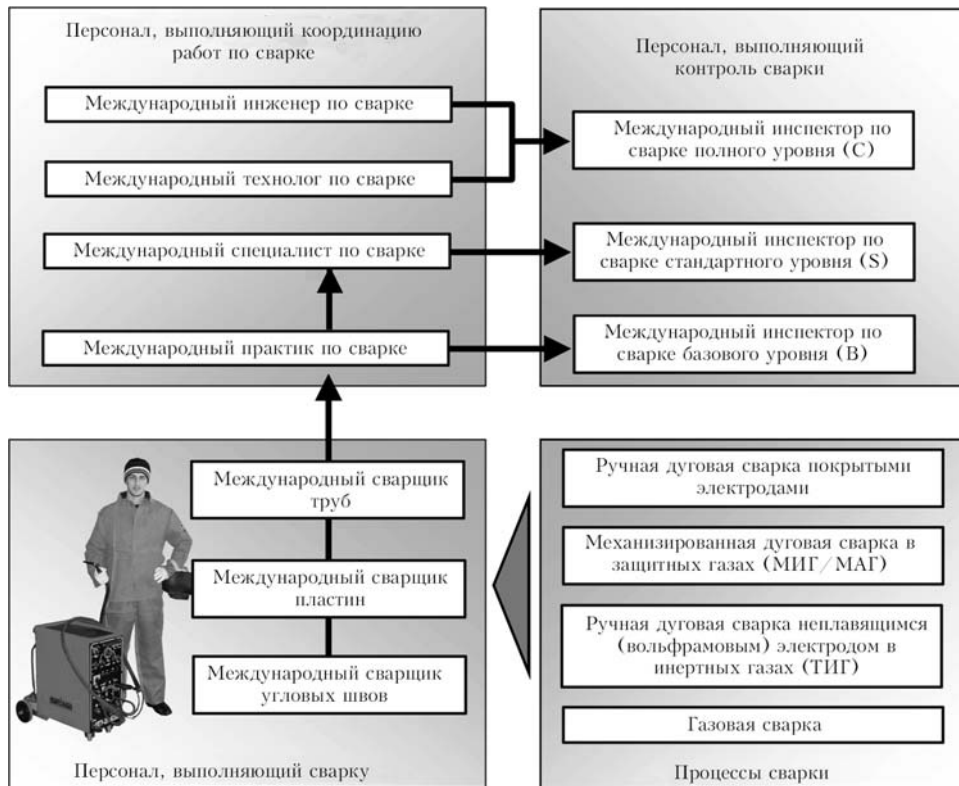 Персонал, выполняющий координацию
работ по сварке
Международный инженер по сварке
Международный технолог по сварке
Международный специалист по сварке
Международный практик по сварке
Персонал, выполняющий
контроль сварки
Международный инспектор по
сварке полного уровня (C)
Международный инспектор по
сварке стандартного уровня (S)
Международный инспектор по
сварке базового уровня (B)
Международный сварщик
труб
Международный сварщик
пластин
Международный сварщик
угловых швов
Персонал, выполняющий сварку
Ручная дуговая сварка покрытыми
электродами
Механизированная дуговая сварка в
защитных газах (МИГ/МАГ)
Ручная дуговая сварка неплавящимся
(вольфрамовым) электродом в
инертных газах (ТИГ)
Газовая сварка
Процессы сварки